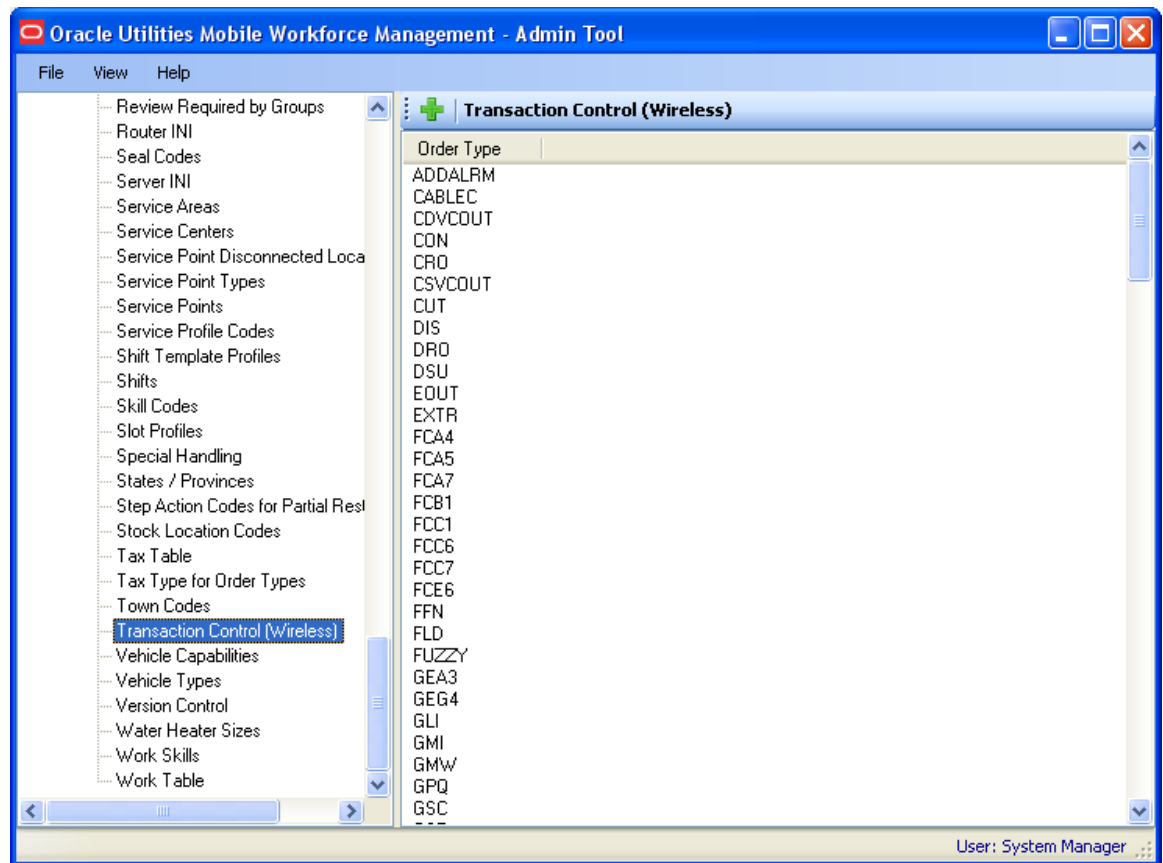 Oracle Utilities Mobile Workforce Management - Admin Tool
File View Help
Review Required by Groups
Router INI
Seal Codes
Server INI
Service Areas
Service Centers
Service Point Disconnected Loca
Service Point Types
Service Points
Service Profile Codes
Shift Template Profiles
Shifts
Skill Codes
Slot Profiles
Special Handling
States / Provinces
Step Action Codes for Partial Rest
Stock Location Codes
Tax Table
Tax Type for Order Types
Town Codes
Transaction Control (Wireless)
Vehicle Capabilities
Vehicle Types
Version Control
Water Heater Sizes
Work Skills
Work Table
Transaction Control (Wireless)
Order Type
ADDALRM
CABLEC
CDVCOUT
CON
CRO
CSVCOUT
CUT
DIS
DRO
DSU
EOUT
EXTR
FCA4
FCA5
FCA7
FCB1
FCC1
FCC6
FCC7
FCE6
FFN
FLD
FUZZY
GEA3
GEG4
GLI
GMI
GMW
GPQ
GSC
User: System Manager